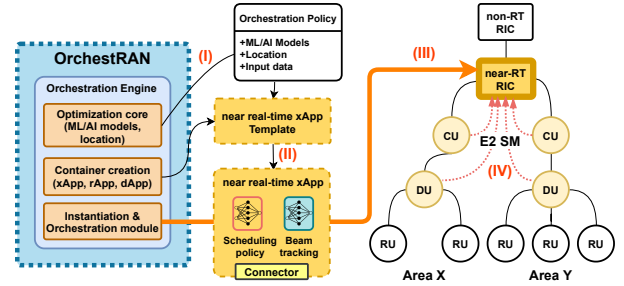 OrchestRAN
Orchestration Engine
Optimization core
(ML/AI models,
location)
Container creation
(xApp, rApp, dApp)
Instantiation &
Orchestration module
(I)
Orchestration Policy
+ML/AI Models
+Location
+Input data
near real-time xApp
Template
(II)
near real-time xApp
Scheduling
policy
Beam
tracking
Connector
(III)
non-RT
RIC
near-RT
RIC
CU
CU
E2 SM
(IV)
DU
DU
RU
RU
RU
RU
RU
Area X
Area Y